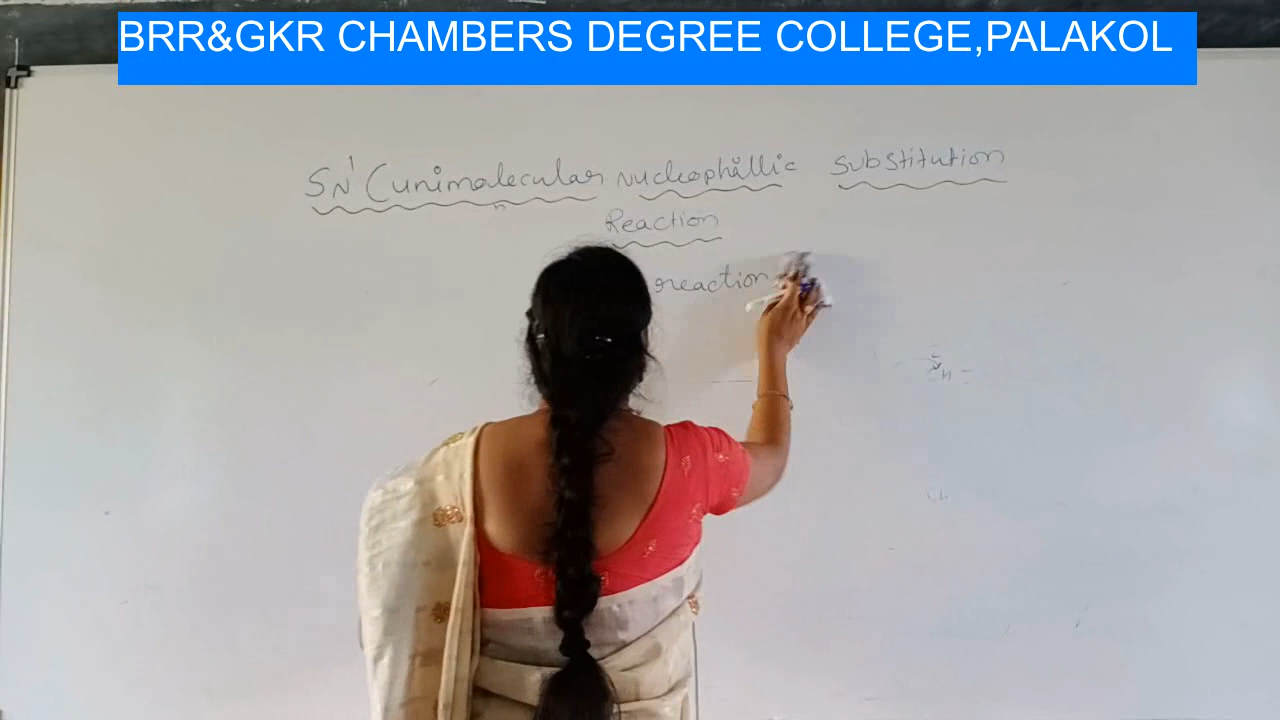 BRR&GKR CHAMBERS DEGREE COLLEGE,PALAKOL
SN¹ (unimolecular nucleophillic substitution
Reaction
reaction